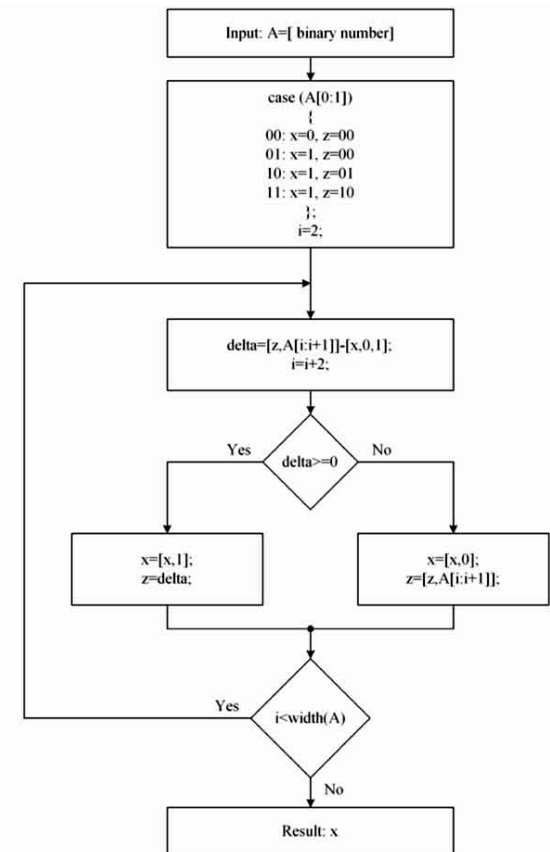 Input: A=[ binary number]
case (A[0:1])
{
00: x=0, z=00
01: x=1, z=00
10: x=1, z=01
11: x=1, z=10
};
i=2;
delta=[z,A[i:i+1]]-[x,0,1];
i=i+2;
Yes
delta>=0
No
x=[x,1];
z=delta;
x=[x,0];
z=[z,A[i:i+1]];
Yes
i<width(A)
No
Result: x